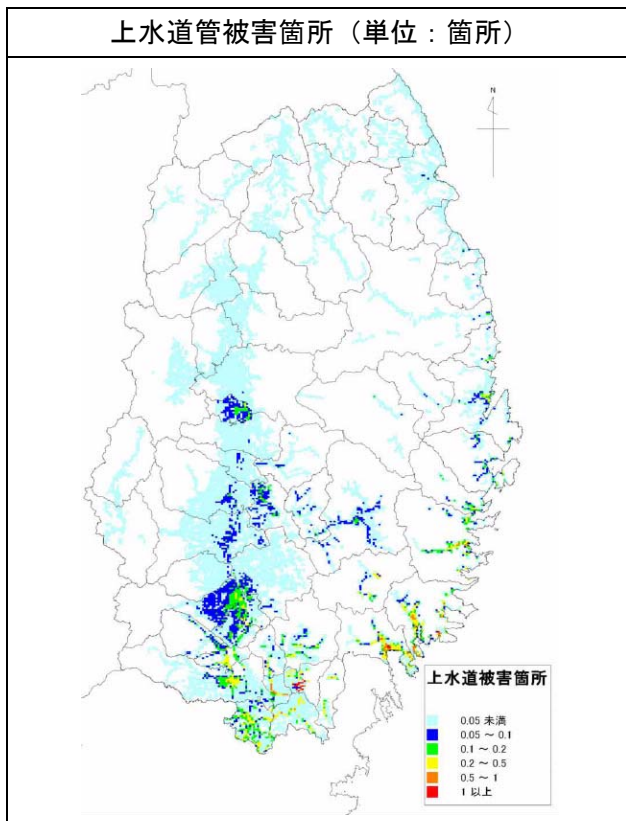 上水道管被害箇所（単位：箇所）
N
上水道被害箇所
0.05 未満
0.05 ～ 0.1
0.1 ～ 0.2
0.2 ～ 0.5
0.5 ～ 1
1 以上